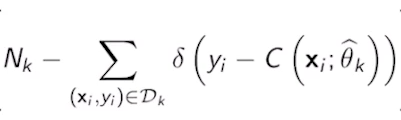 N_k − ∑_{(𝐱_i,y_i)∈𝒟_k} δ(y_i − C(𝐱_i; θ̂_k))